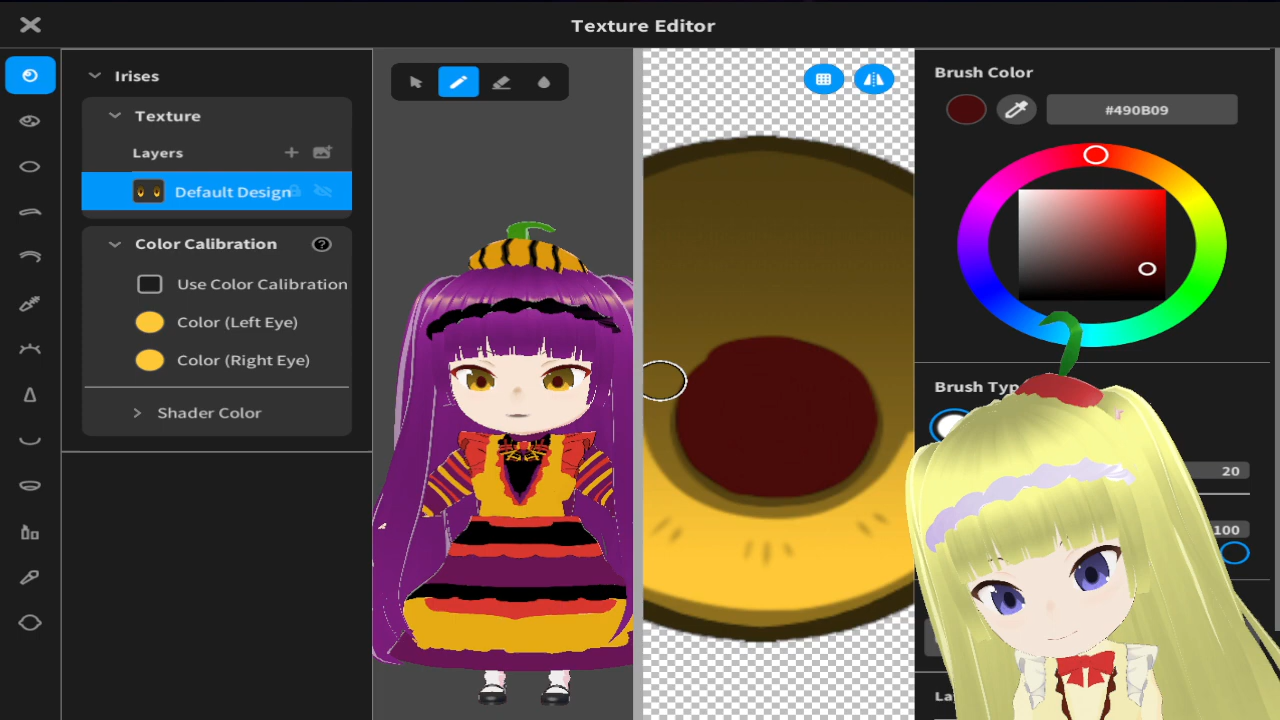 Texture Editor
Irises
Texture
Layers
Default Design
Color Calibration
Use Color Calibration
Color (Left Eye)
Color (Right Eye)
Shader Color
Brush Color
#490B09
Brush Typ
20
100
La